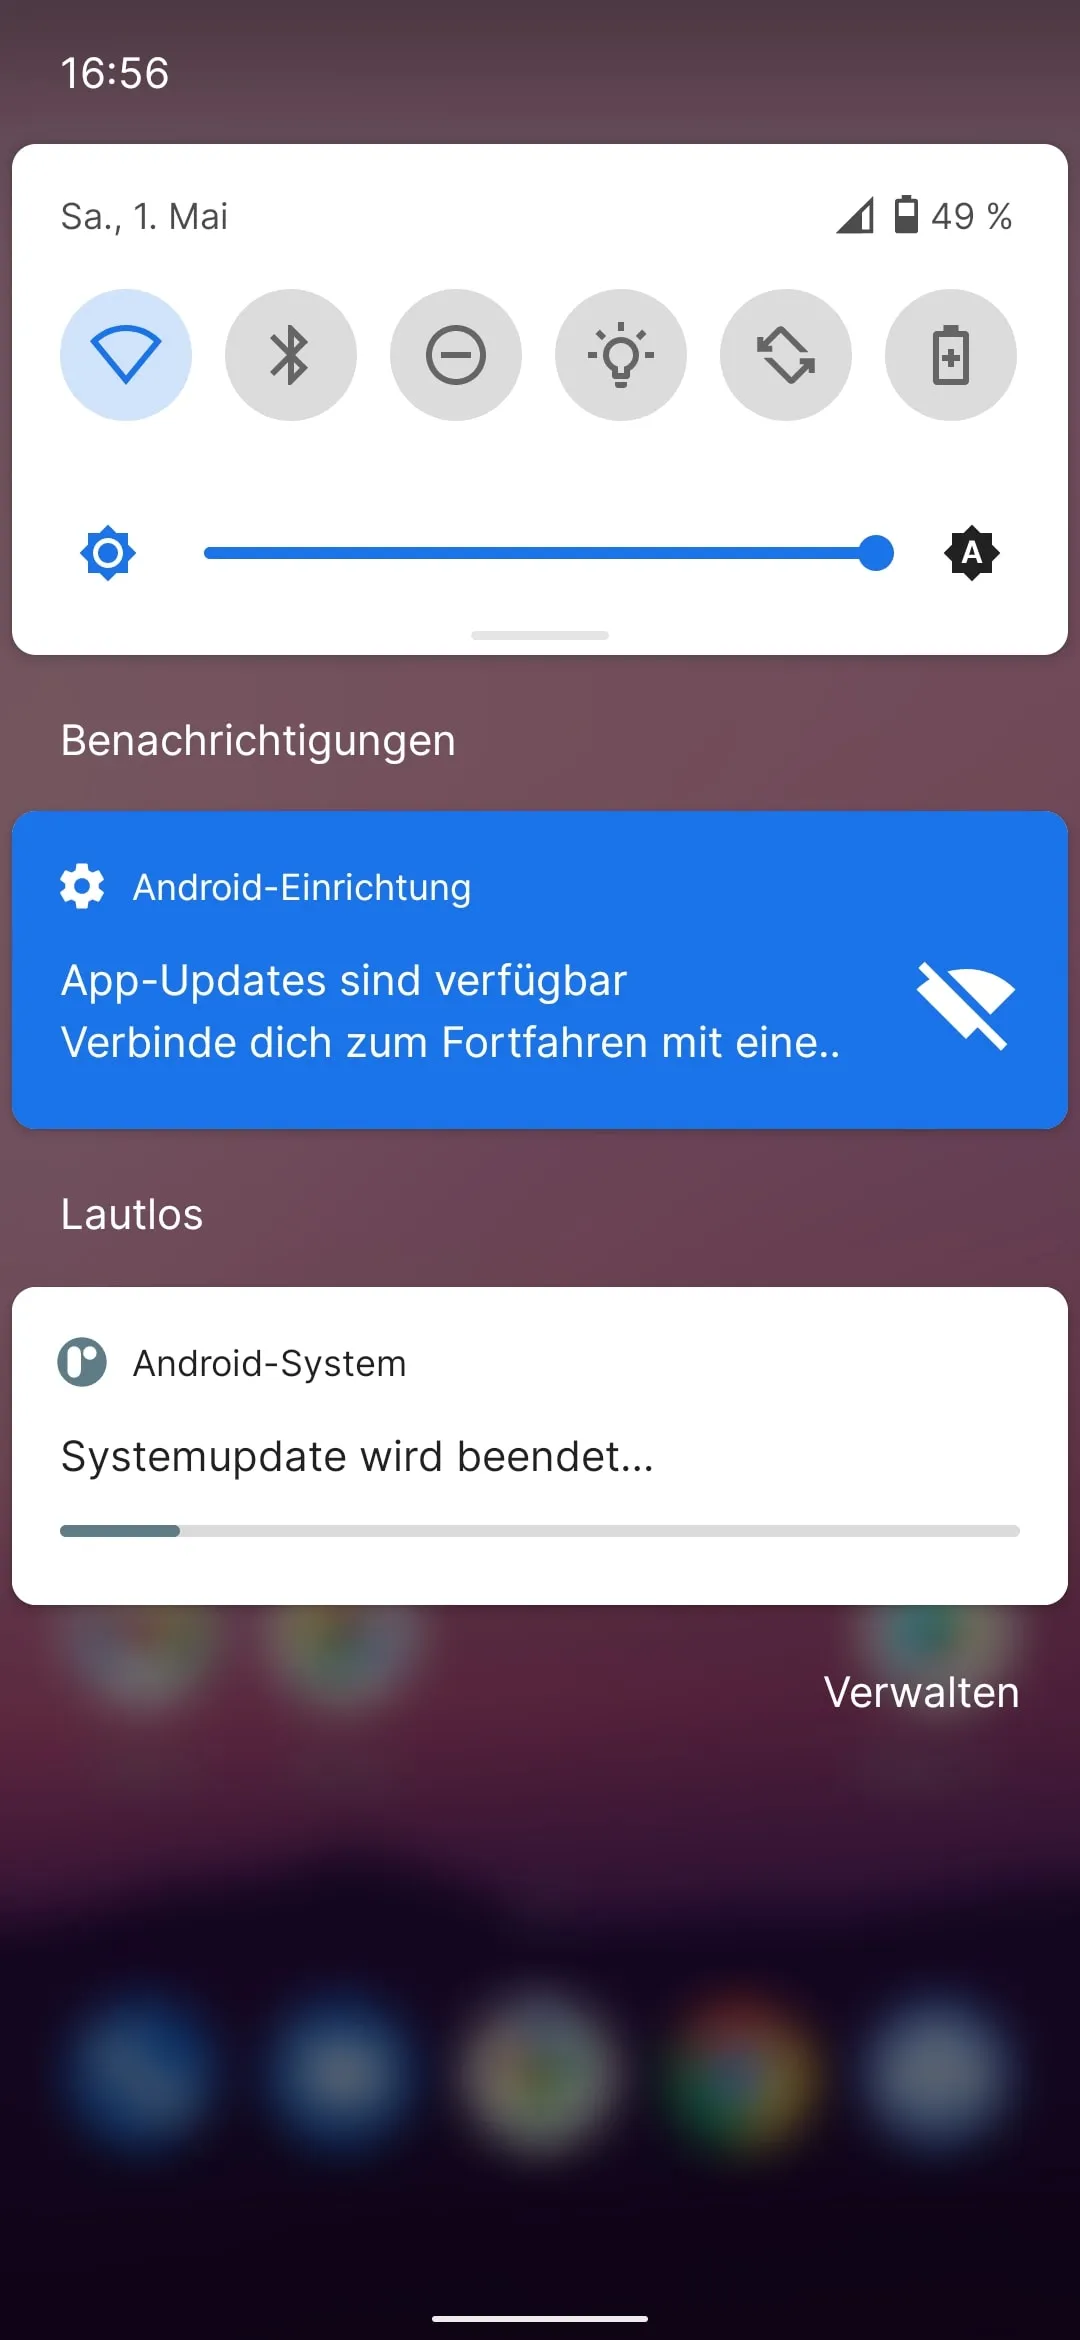 16:56
Sa., 1. Mai
49 %
A
Benachrichtigungen
Android-Einrichtung
App-Updates sind verfügbar
Verbinde dich zum Fortfahren mit eine..
Lautlos
Android-System
Systemupdate wird beendet...
Verwalten